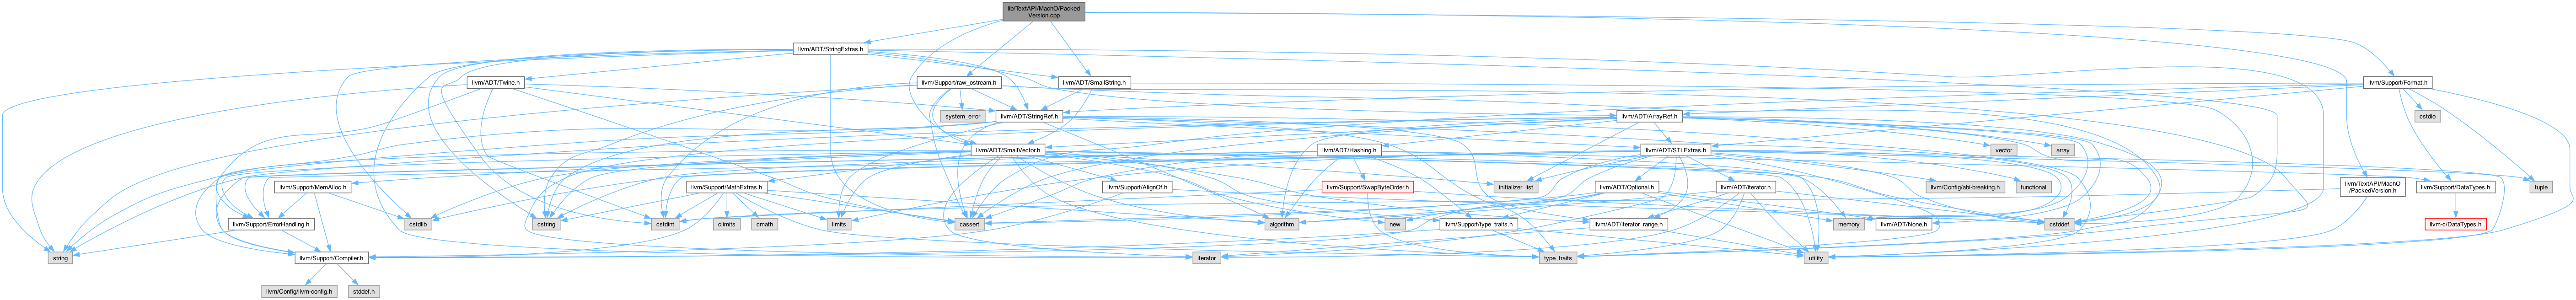 lib/TextAPI/MachO/Packed
Version.cpp
llvm/ADT/StringExtras.h
llvm/ADT/Twine.h
llvm/Support/raw_ostream.h
llvm/ADT/SmallString.h
llvm/Support/Format.h
system_error
llvm/ADT/StringRef.h
llvm/ADT/ArrayRef.h
cstdio
llvm/ADT/SmallVector.h
llvm/ADT/Hashing.h
llvm/ADT/STLExtras.h
vector
array
llvm/Support/MemAlloc.h
llvm/Support/MathExtras.h
llvm/Support/AlignOf.h
llvm/Support/SwapByteOrder.h
initializer_list
llvm/ADT/Optional.h
llvm/ADT/iterator.h
llvm/Config/abi-breaking.h
functional
llvm/TextAPI/MachO
/PackedVersion.h
llvm/Support/DataTypes.h
tuple
llvm/Support/ErrorHandling.h
cstdlib
cstring
cstdint
climits
cmath
limits
cassert
algorithm
new
llvm/Support/type_traits.h
memory
llvm/ADT/iterator_range.h
llvm/ADT/None.h
cstddef
llvm-c/DataTypes.h
string
llvm/Support/Compiler.h
iterator
type_traits
utility
llvm/Config/llvm-config.h
stddef.h